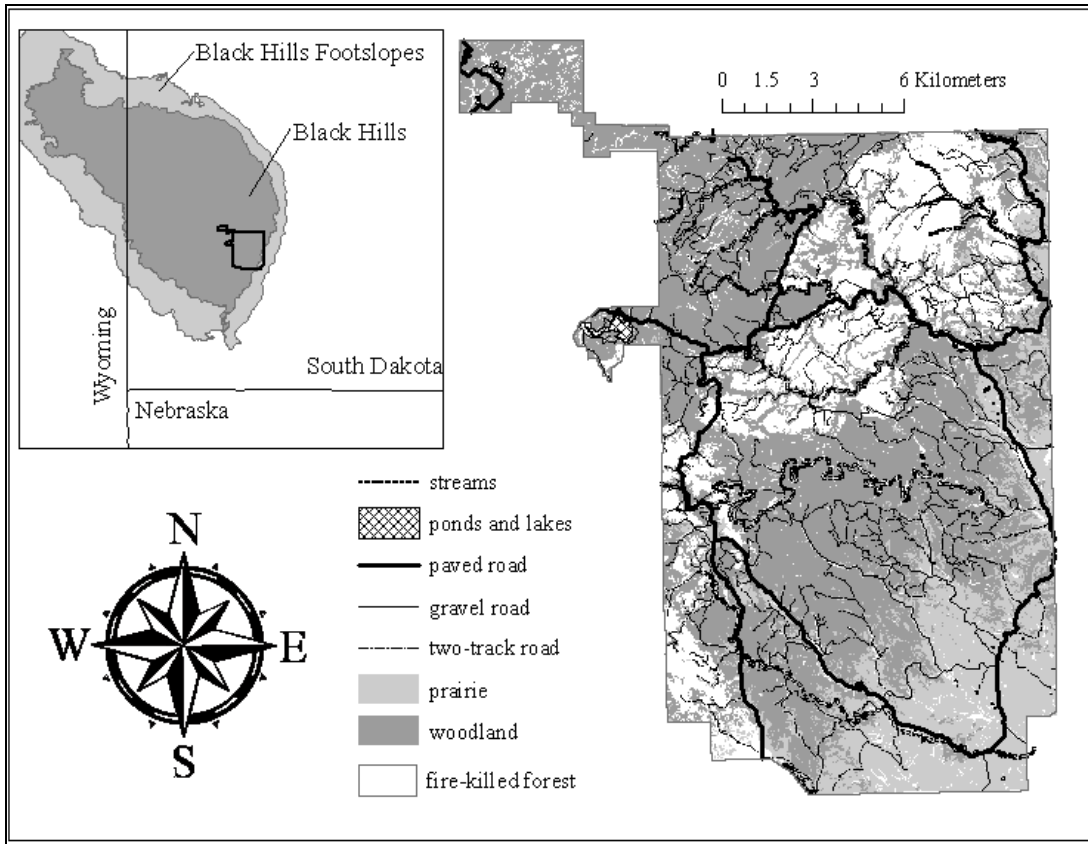 Black Hills Footslopes
Black Hills
Wyoming
South Dakota
Nebraska
0 1.5 3 6 Kilometers
N
W E
S
streams
ponds and lakes
paved road
gravel road
two-track road
prairie
woodland
fire-killed forest